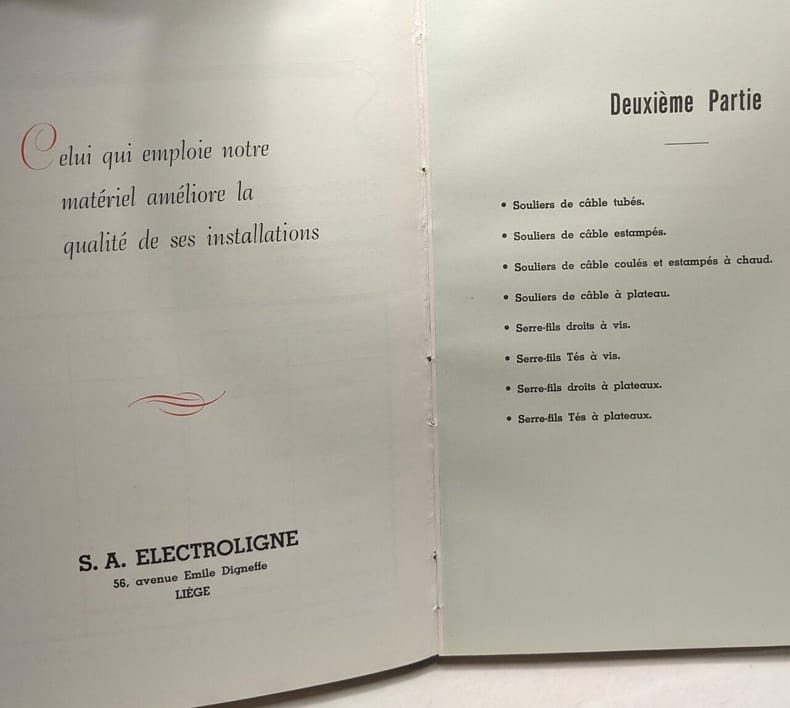 Celui qui emploie notre
matériel améliore la
qualité de ses installations
S. A. ELECTROLIGNE
56, avenue Emile Digneffe
LIÈGE
Deuxième Partie
• Souliers de câble tubés.
• Souliers de câble estampés.
• Souliers de câble coulés et estampés à chaud.
• Souliers de câble à plateau.
• Serre-fils droits à vis.
• Serre-fils Tés à vis.
• Serre-fils droits à plateaux.
• Serre-fils Tés à plateaux.